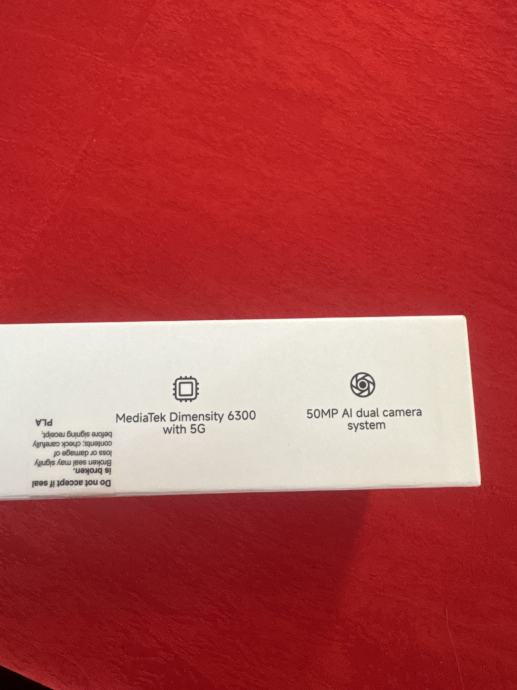 MediaTek Dimensity 6300
with 5G
50MP AI dual camera
system
Do not accept if seal
is broken.
Broken seal may signify
loss or damage of
contents; check carefully
before signing receipt,
PLA